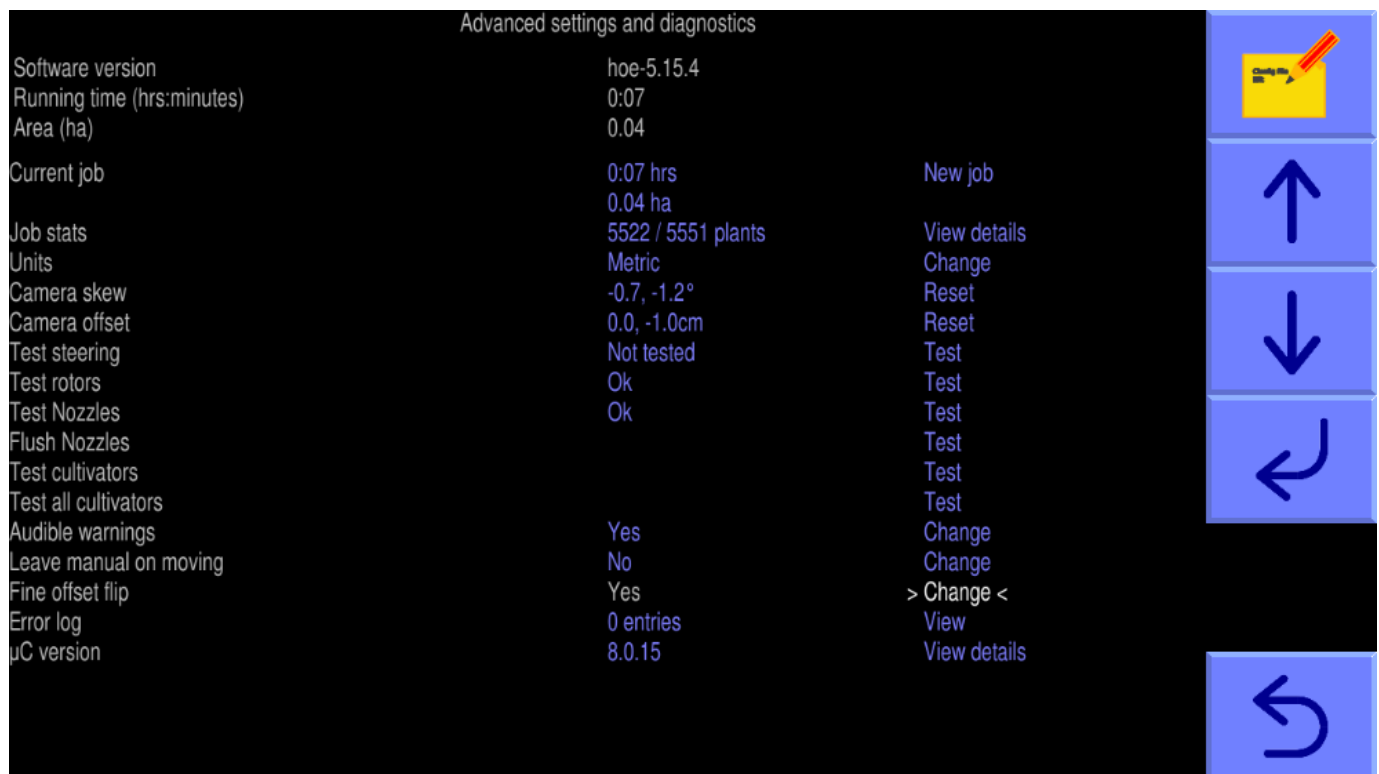 Advanced settings and diagnostics
Software version hoe-5.15.4
Running time (hrs:minutes) 0:07
Area (ha) 0.04
Current job 0:07 hrs New job
0.04 ha
Job stats 5522 / 5551 plants View details
Units Metric Change
Camera skew -0.7, -1.2° Reset
Camera offset 0.0, -1.0cm Reset
Test steering Not tested Test
Test rotors Ok Test
Test Nozzles Ok Test
Flush Nozzles Test
Test cultivators Test
Test all cultivators Test
Audible warnings Yes Change
Leave manual on moving No Change
Fine offset flip Yes > Change <
Error log 0 entries View
µC version 8.0.15 View details